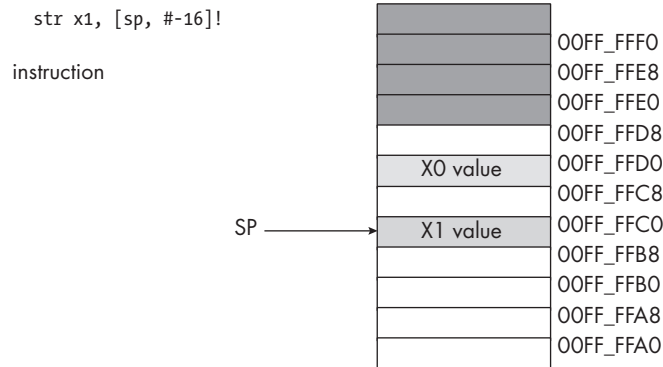 str x1, [sp, #-16]!
00FF_FFF0
instruction
00FF_FFE8
00FF_FFE0
00FF_FFD8
X0 value
00FF_FFD0
00FF_FFC8
SP
X1 value
00FF_FFC0
00FF_FFB8
00FF_FFB0
00FF_FFA8
00FF_FFA0